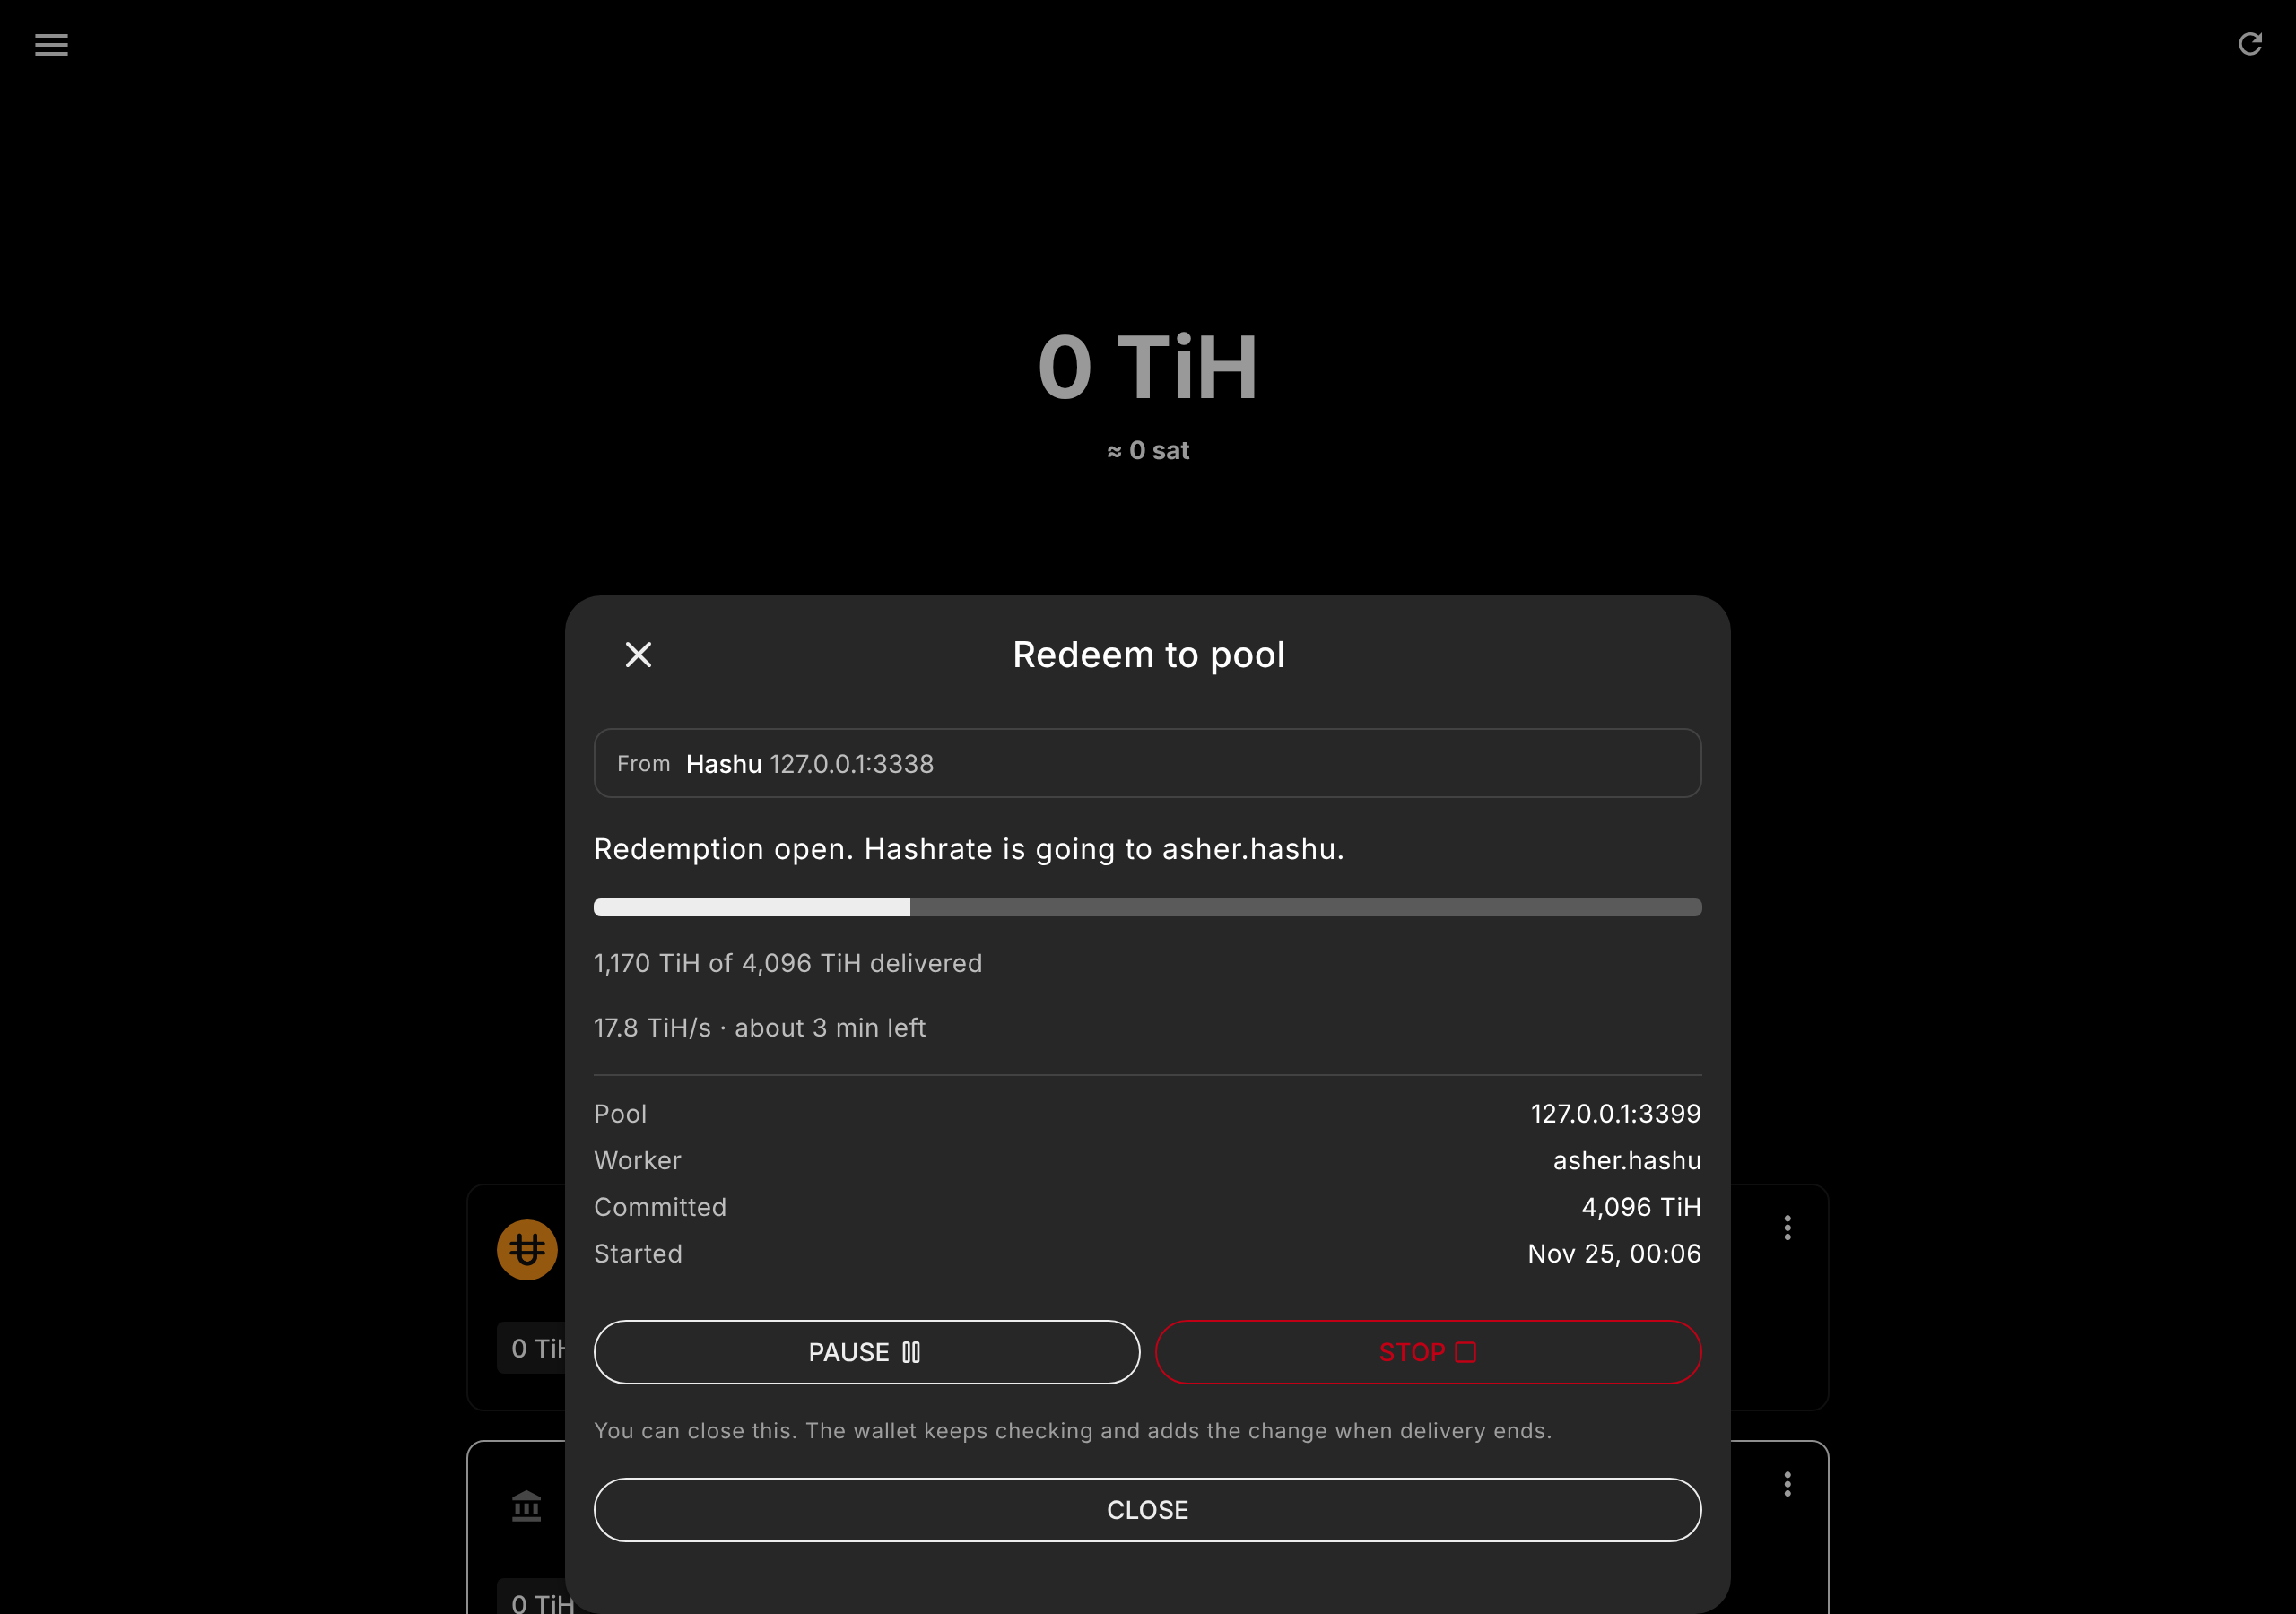 0 TiH
≈ 0 sat
Redeem to pool
From Hashu 127.0.0.1:3338
Redemption open. Hashrate is going to asher.hashu.
1,170 TiH of 4,096 TiH delivered
17.8 TiH/s · about 3 min left
Pool 127.0.0.1:3399
Worker asher.hashu
Committed 4,096 TiH
Started Nov 25, 00:06
0 TiH
PAUSE STOP
You can close this. The wallet keeps checking and adds the change when delivery ends.
CLOSE
0 TiH